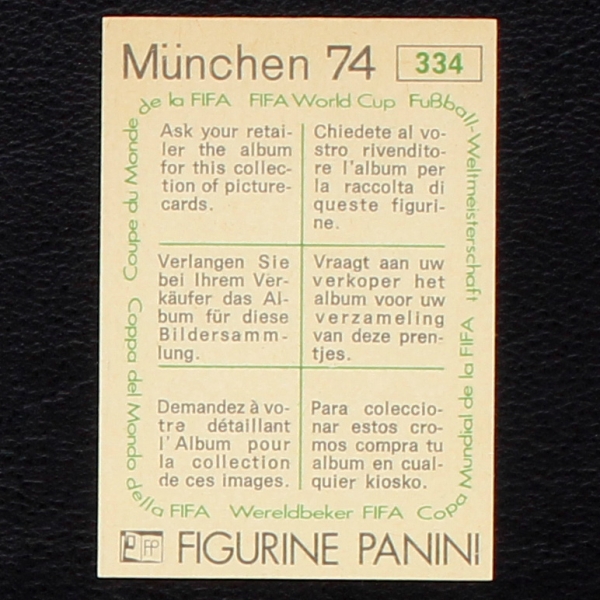 München 74 334
de la FIFA FIFA World Cup Fußball-Weltmeisterschaft
Ask your retai-
ler the album
for this collec-
tion of picture-
cards.
Chiedete al vo-
stro rivendito-
re l'album per
la raccolta di
queste figuri-
ne.
Verlangen Sie
bei Ihrem Ver-
käufer das Al-
bum für diese
Bildersamm-
lung.
Vraagt aan uw
verkoper het
album voor uw
verzameling
van deze pren-
tjes.
Demandez à vo-
tre détaillant
l'Album pour
la collection
de ces images.
Para coleccio-
nar estos cro-
mos compra tu
album en cual-
quier kiosko.
Coupe du Monde
Coppa del Mondo
della FIFA Wereldbeker FIFA Copa Mundial de la FIFA
FP FIGURINE PANINI